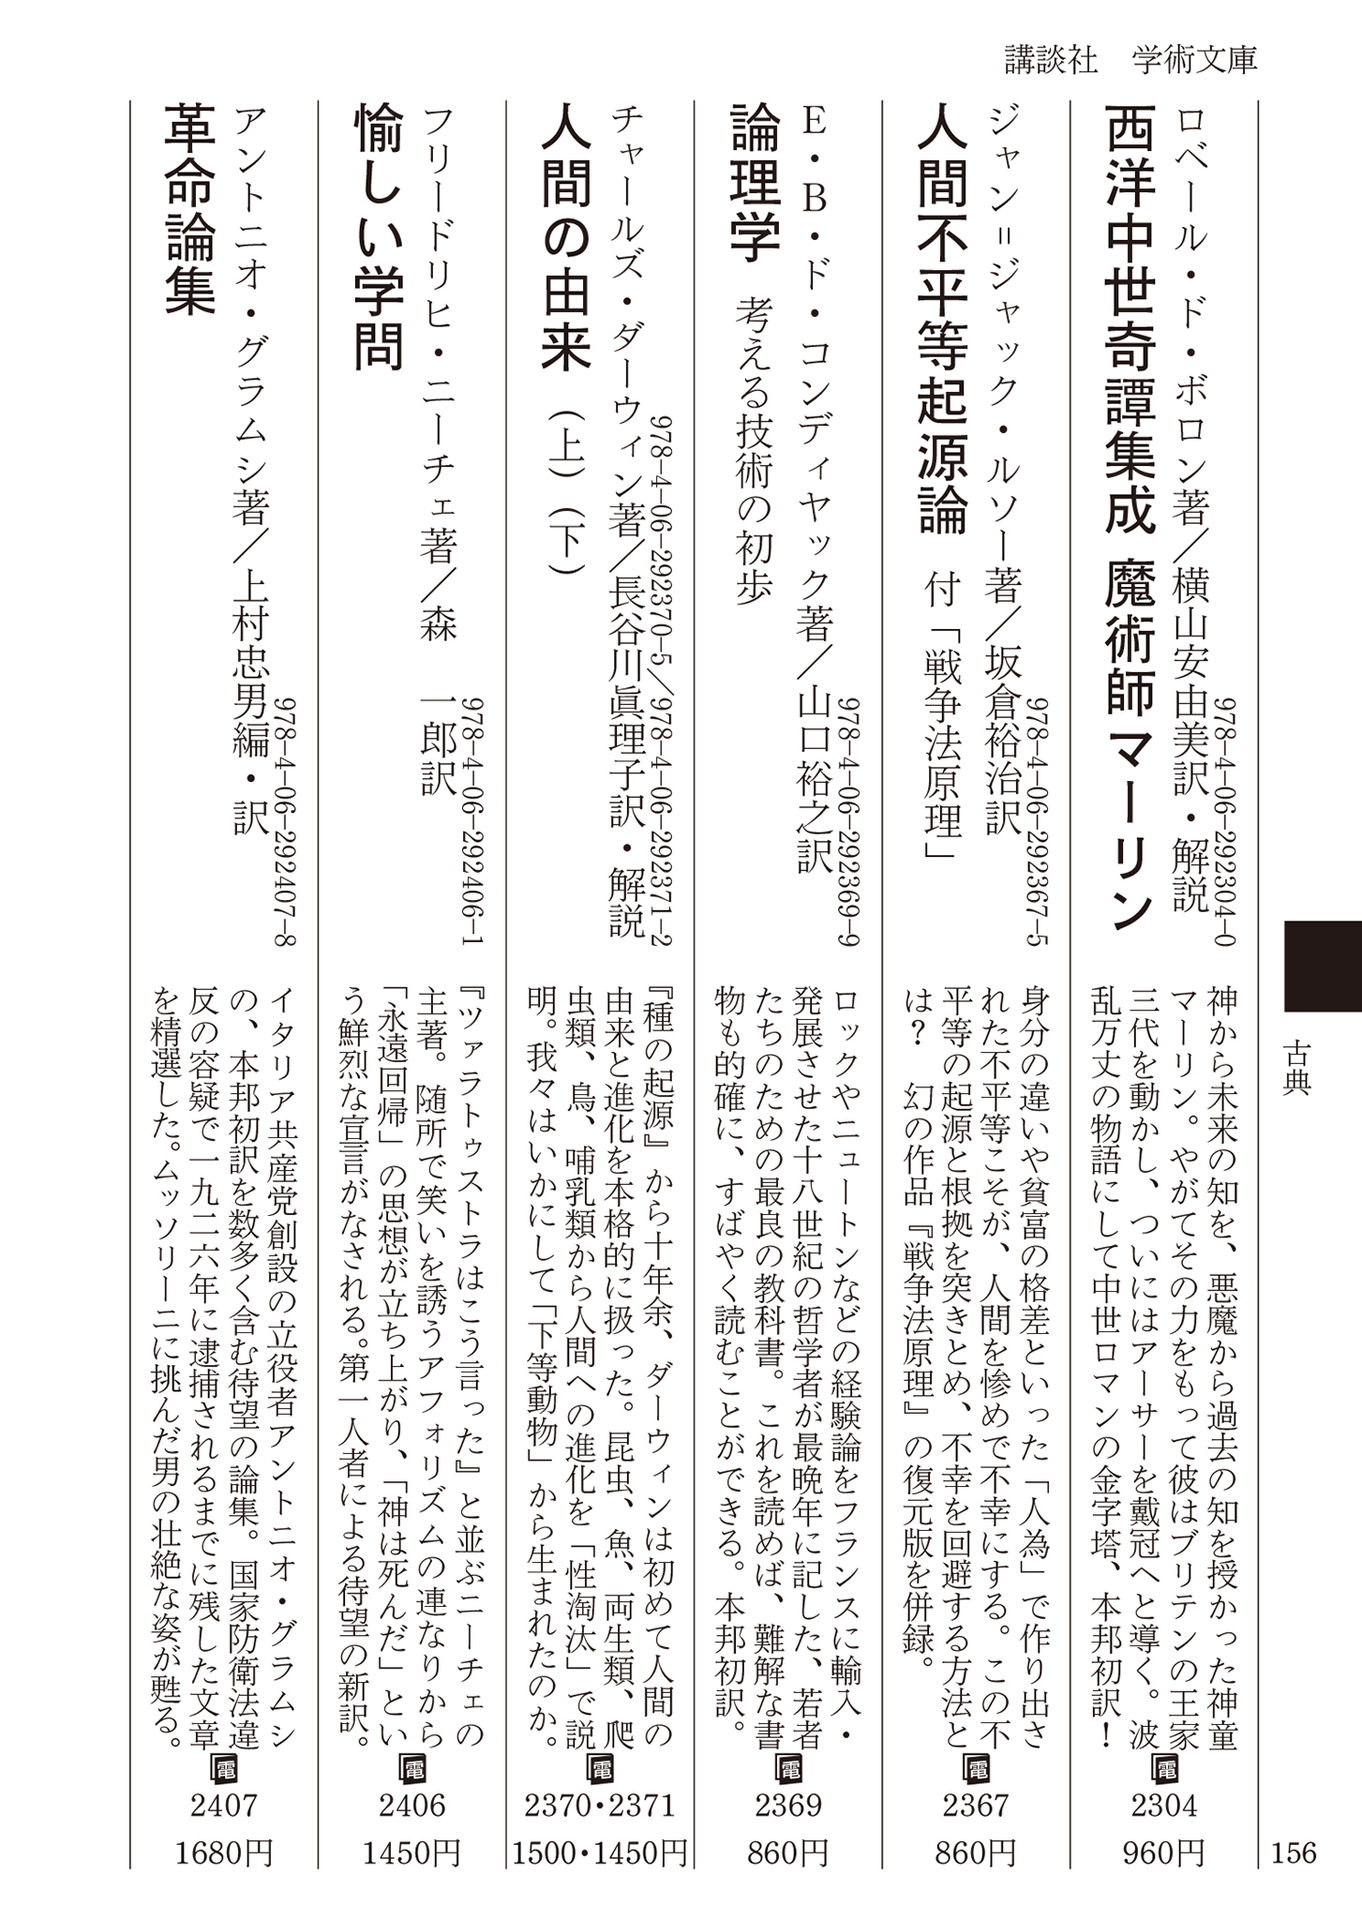 講談社　学術文庫
ロベール・ド・ボロン著／横山安由美訳・解説
西洋中世奇譚集成 魔術師マーリン
978-4-06-292304-0
神から未来の知を、悪魔から過去の知を授かった神童
マーリン。やがてその力をもって彼はブリテンの王家
三代を動かし、ついにはアーサーを戴冠へと導く。波
乱万丈の物語にして中世ロマンの金字塔、本邦初訳！
電
2304
960円
ジャン＝ジャック・ルソー著／坂倉裕治訳
人間不平等起源論　付「戦争法原理」
978-4-06-292367-5
身分の違いや貧富の格差といった「人為」で作り出さ
れた不平等こそが、人間を惨めで不幸にする。この不
平等の起源と根拠を突きとめ、不幸を回避する方法と
は？　幻の作品『戦争法原理』の復元版を併録。
電
2367
860円
E・B・ド・コンディヤック著／山口裕之訳
論理学　考える技術の初歩
978-4-06-292369-9
ロックやニュートンなどの経験論をフランスに輸入・
発展させた十八世紀の哲学者が最晩年に記した、若者
たちのための最良の教科書。これを読めば、難解な書
物も的確に、すばやく読むことができる。本邦初訳。
電
2369
860円
チャールズ・ダーウィン著／長谷川眞理子訳・解説
人間の由来（上）（下）
978-4-06-292370-5／978-4-06-292371-2
『種の起源』から十年余、ダーウィンは初めて人間の
由来と進化を本格的に扱った。昆虫、魚、両生類、爬
虫類、鳥、哺乳類から人間への進化を「性淘汰」で説
明。我々はいかにして「下等動物」から生まれたのか。
電
2370・2371
1500・1450円
フリードリヒ・ニーチェ著／森　一郎訳
愉しい学問
978-4-06-292406-1
『ツァラトゥストラはこう言った』と並ぶニーチェの
主著。随所で笑いを誘うアフォリズムの連なりから
「永遠回帰」の思想が立ち上がり、「神は死んだ」とい
う鮮烈な宣言がなされる。第一人者による待望の新訳。
電
2406
1450円
アントニオ・グラムシ著／上村忠男編・訳
革命論集
978-4-06-292407-8
イタリア共産党創設の立役者アントニオ・グラムシ
の、本邦初訳を数多く含む待望の論集。国家防衛法違
反の容疑で一九二六年に逮捕されるまでに残した文章
を精選した。ムッソリーニに挑んだ男の壮絶な姿が甦る。
電
2407
1680円
古典
156